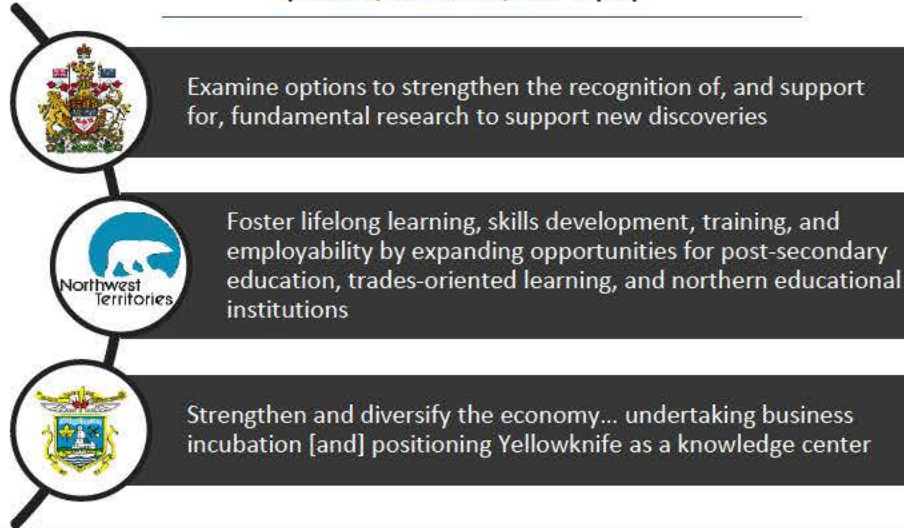 Examine options to strengthen the recognition of, and support
for, fundamental research to support new discoveries
Northwest
Territories
Foster lifelong learning, skills development, training, and
employability by expanding opportunities for post-secondary
education, trades-oriented learning, and northern educational
institutions
Strengthen and diversify the economy... undertaking business
incubation [and] positioning Yellowknife as a knowledge center